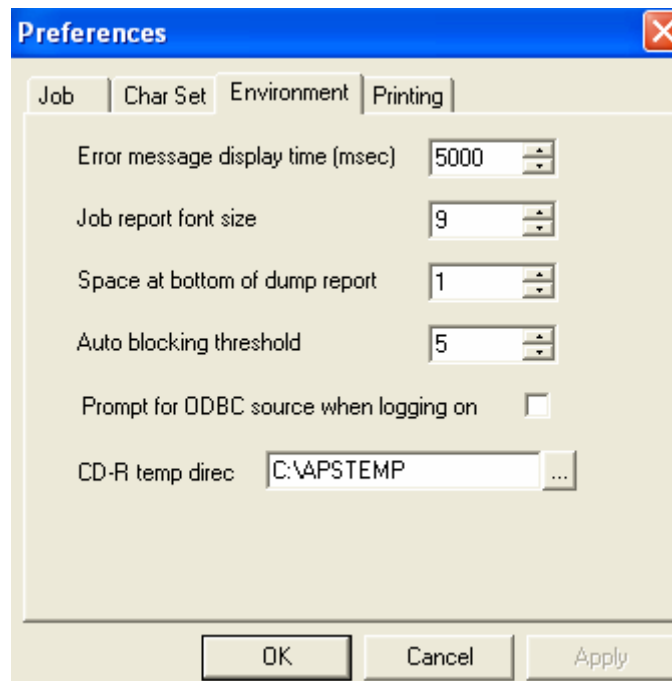 Preferences
Job Char Set Environment Printing
Error message display time (msec) 5000
Job report font size 9
Space at bottom of dump report 1
Auto blocking threshold 5
Prompt for ODBC source when logging on
CD-R temp direc C:\APSTEMP ...
OK Cancel Apply